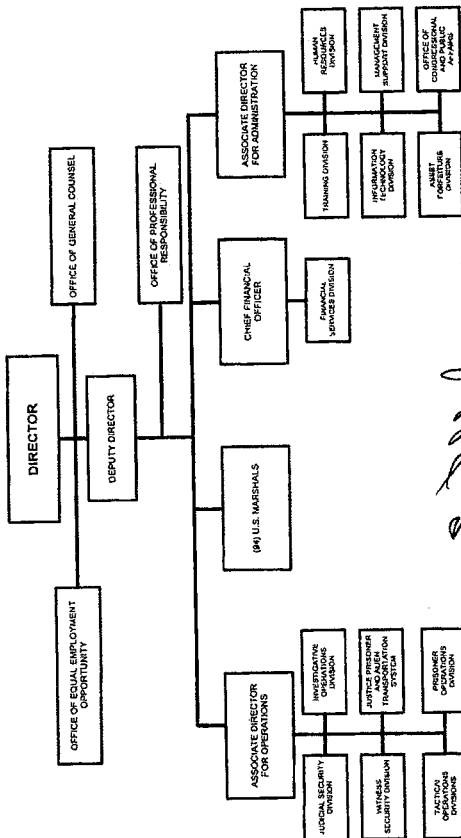 DIRECTOR
OFFICE OF EQUAL EMPLOYMENT
OPPORTUNITY
OFFICE OF GENERAL COUNSEL
DEPUTY DIRECTOR
OFFICE OF PROFESSIONAL
RESPONSIBILITY
ASSOCIATE DIRECTOR
FOR OPERATIONS
(94) U.S. MARSHALS
CHIEF FINANCIAL
OFFICER
ASSOCIATE DIRECTOR
FOR ADMINISTRATION
JUDICIAL SECURITY
DIVISION
INVESTIGATIVE
OPERATIONS
DIVISION
WITNESS
SECURITY DIVISION
JUSTICE PRISONER
AND ALIEN
TRANSPORTATION
SYSTEM
TACTICAL
OPERATIONS
DIVISIONS
PRISONER
OPERATIONS
DIVISION
FINANCIAL
SERVICES DIVISION
TRAINING DIVISION
HUMAN
RESOURCES
DIVISION
INFORMATION
TECHNOLOGY
DIVISION
MANAGEMENT
SUPPORT DIVISION
ASSET
FORFEITURE
DIVISION
OFFICE OF
CONGRESSIONAL
AND PUBLIC
AFFAIRS